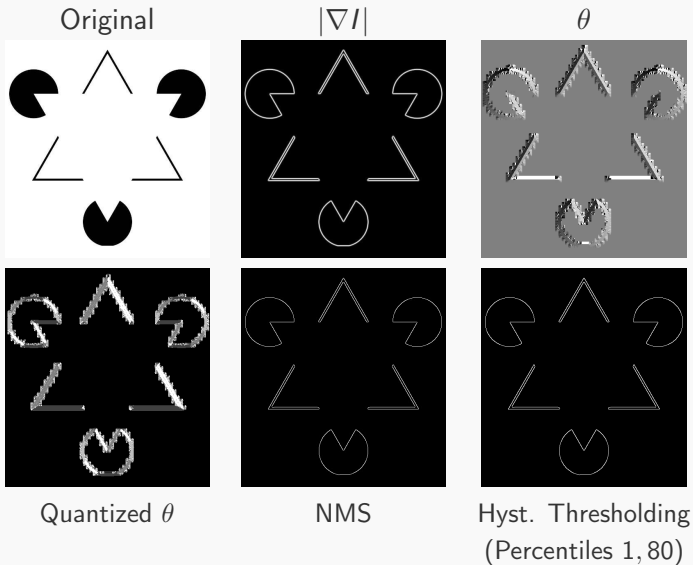 Original |∇I| θ
Quantized θ NMS Hyst. Thresholding
(Percentiles 1, 80)